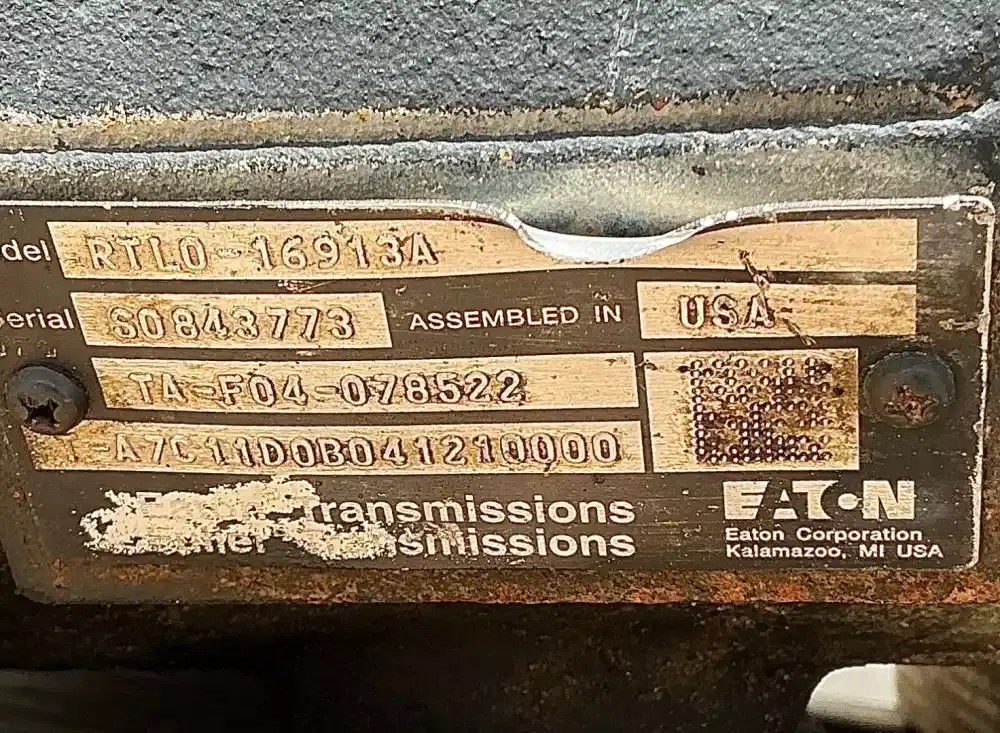 del RTLO-16913A
erial S0843773 ASSEMBLED IN USA
TA-F04-078522
-A7C11D0B041210000
Transmissions
smissions
EATON
Eaton Corporation
Kalamazoo, MI USA